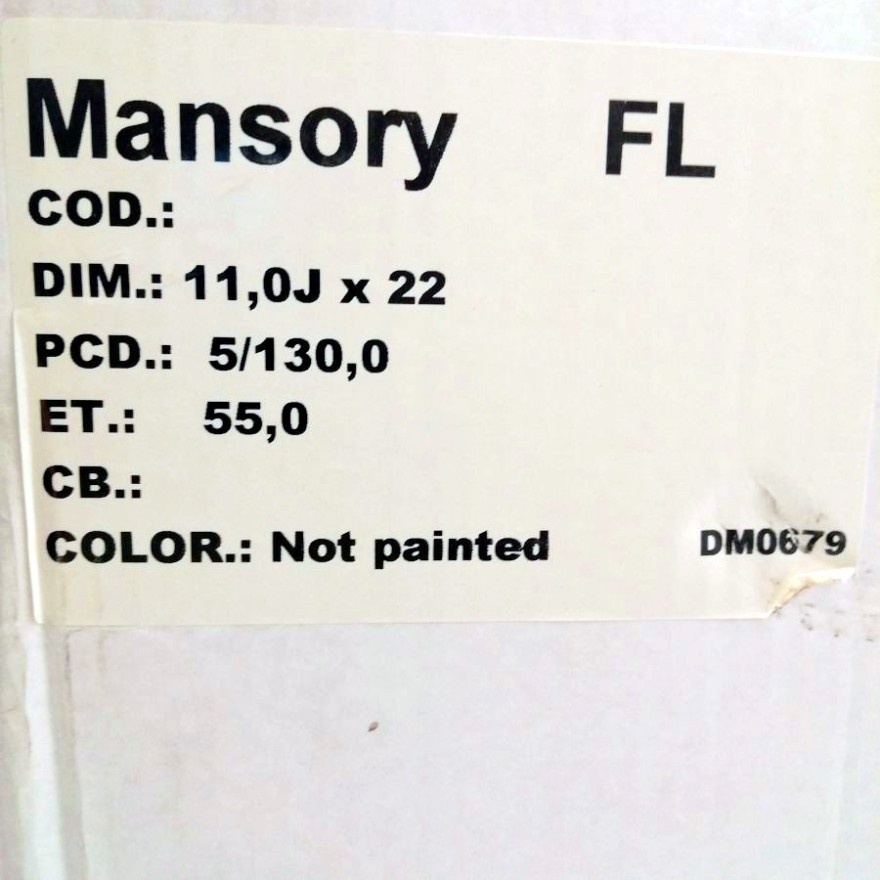 Mansory FL
COD.:
DIM.: 11,0J x 22
PCD.: 5/130,0
ET.: 55,0
CB.:
COLOR.: Not painted DM0679